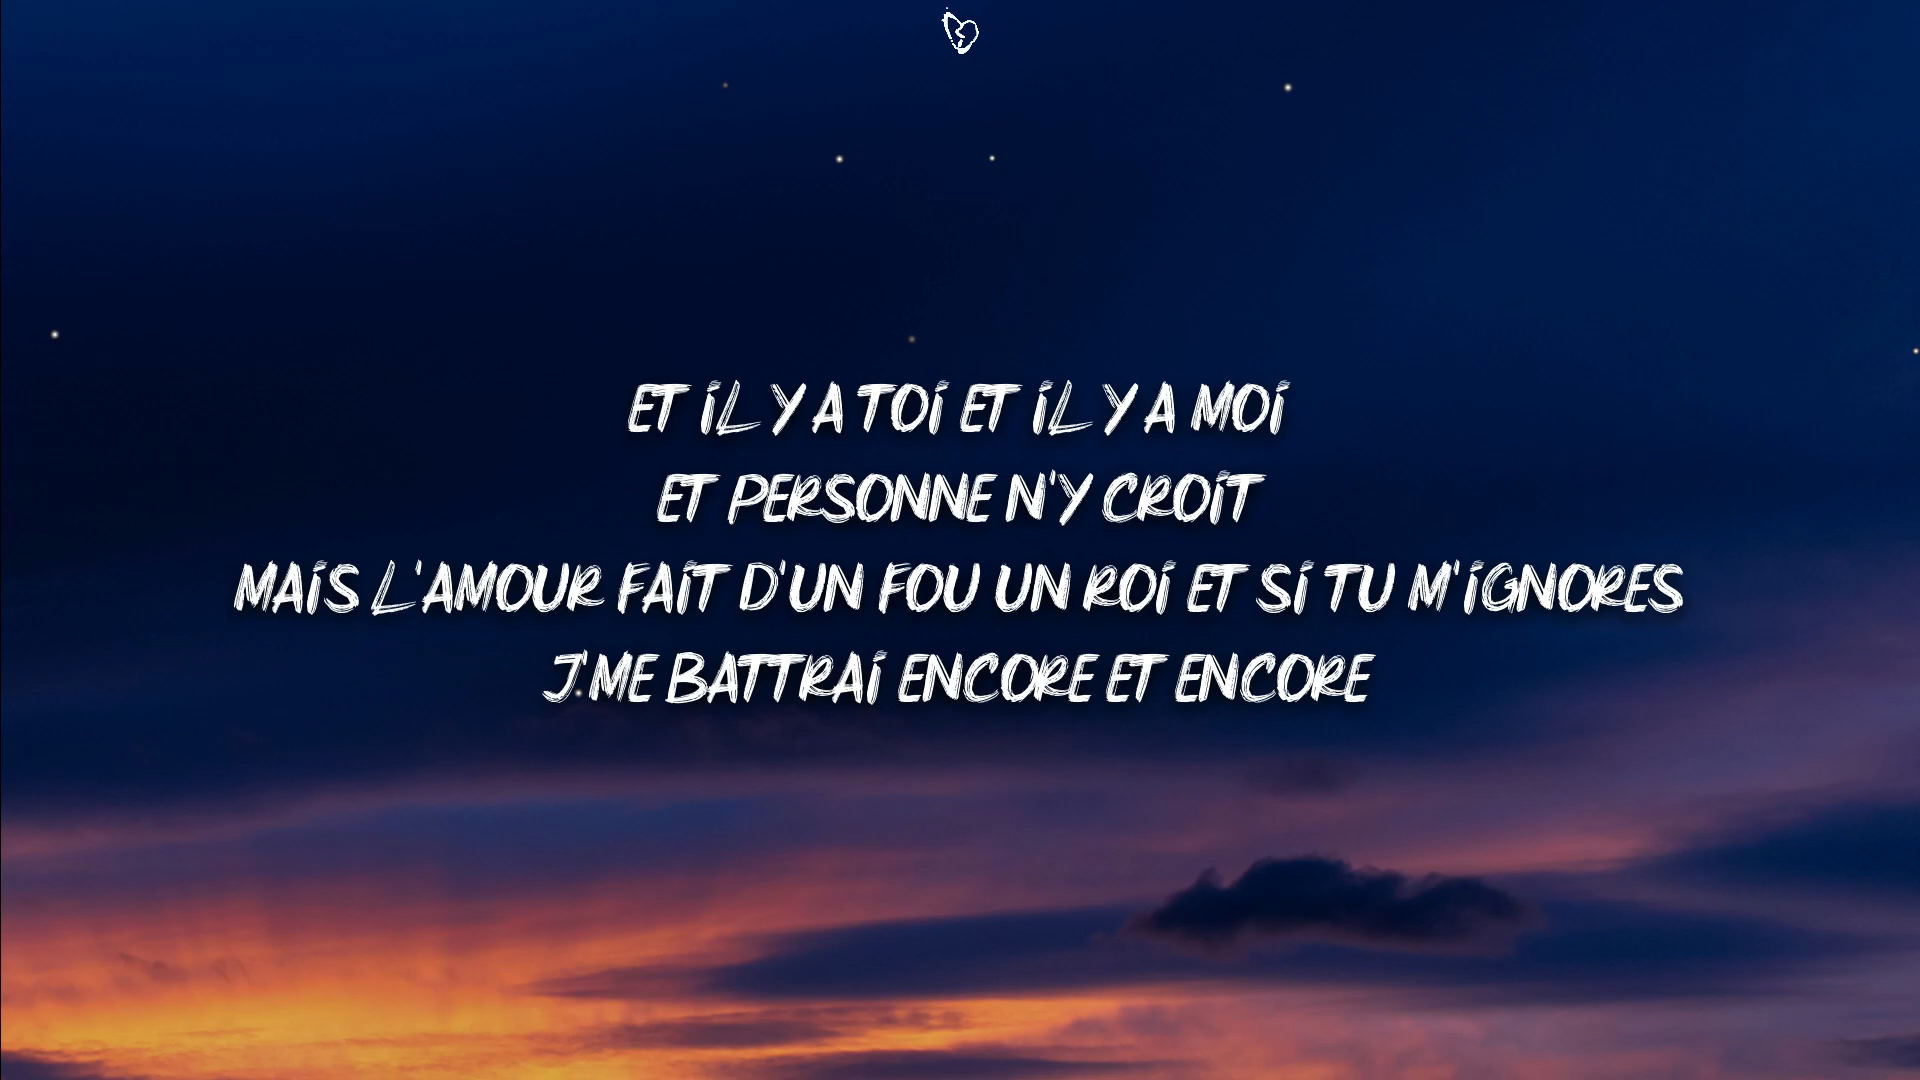 ET IL Y A TOI ET IL Y A MOI
ET PERSONNE N'Y CROIT
MAIS L'AMOUR FAIT D'UN FOU UN ROI ET SI TU M'IGNORES
J'ME BATTRAI ENCORE ET ENCORE